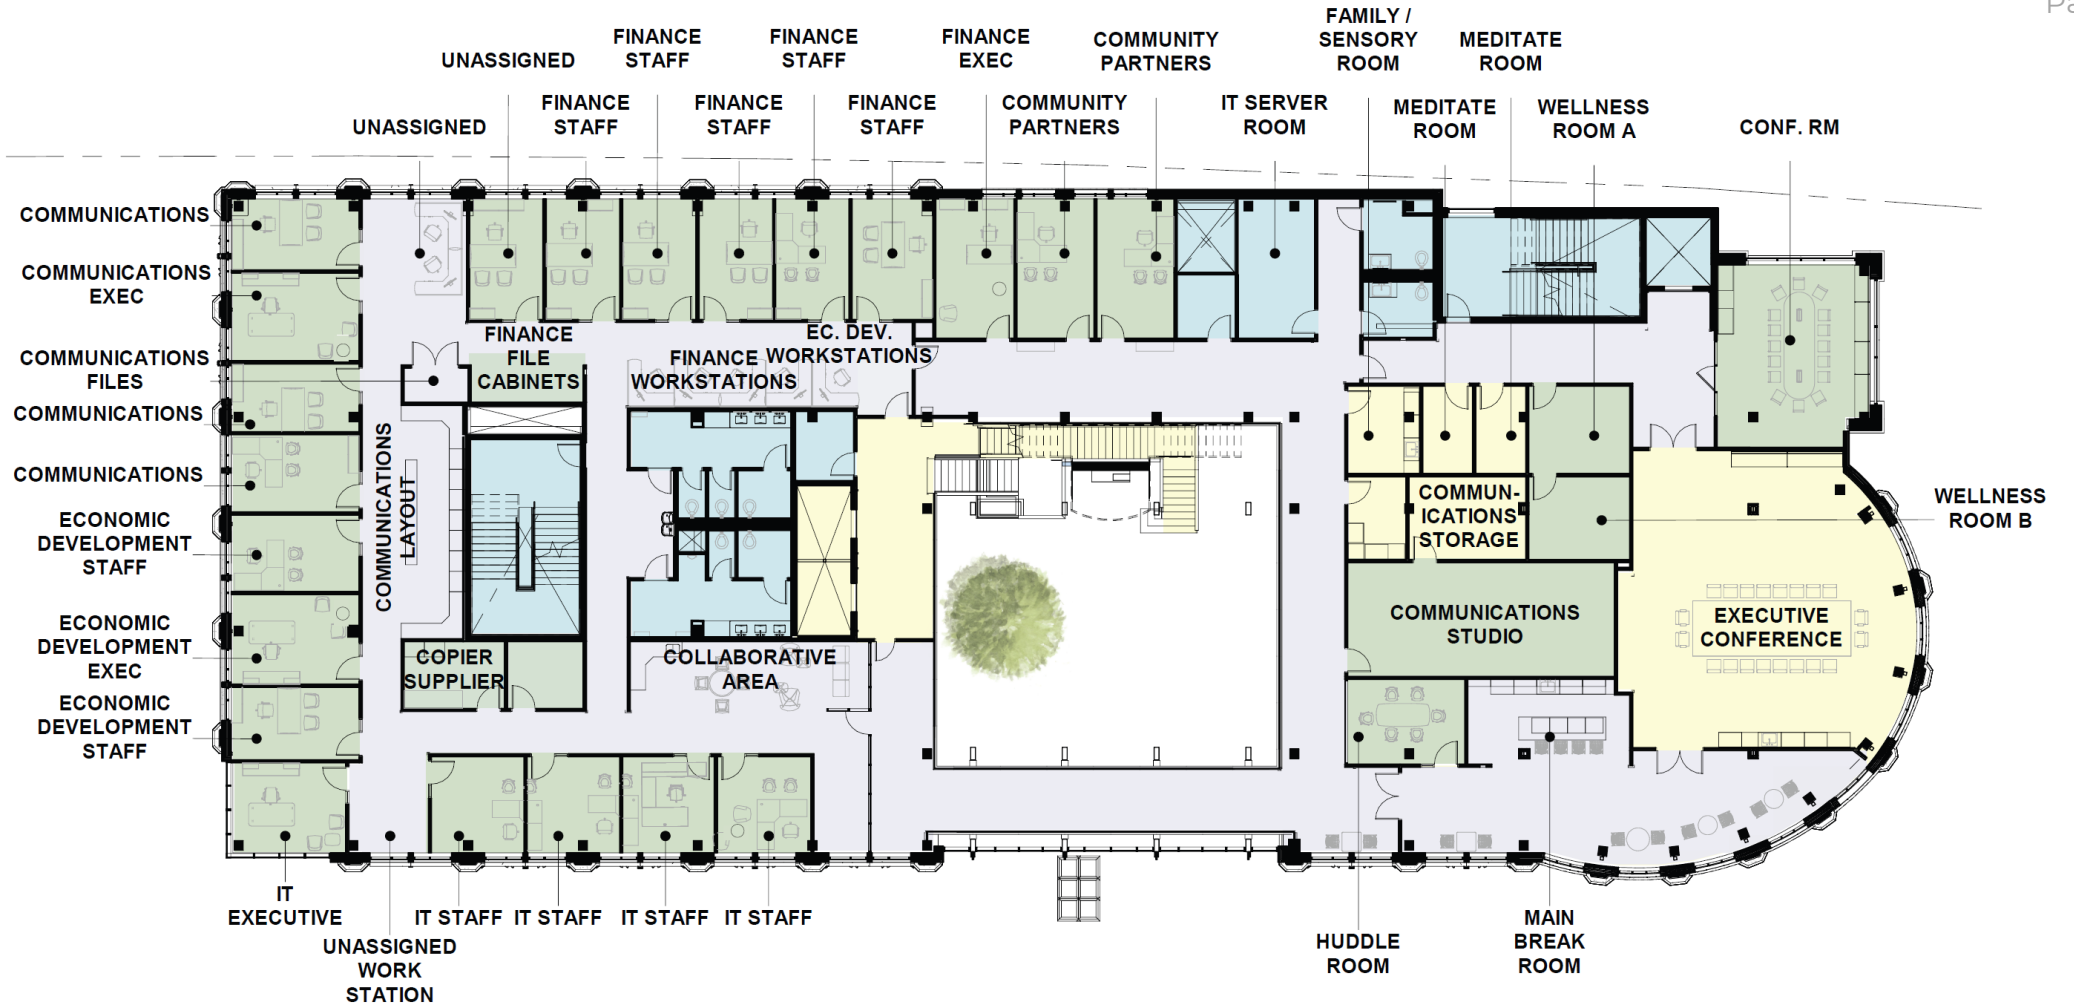 Pa
FAMILY /
SENSORY
ROOM
MEDITATE
ROOM
FINANCE
STAFF
FINANCE
STAFF
FINANCE
EXEC
COMMUNITY
PARTNERS
UNASSIGNED
FINANCE
STAFF
FINANCE
STAFF
FINANCE
STAFF
COMMUNITY
PARTNERS
IT SERVER
ROOM
MEDITATE
ROOM
WELLNESS
ROOM A
UNASSIGNED
CONF. RM
COMMUNICATIONS
COMMUNICATIONS
EXEC
COMMUNICATIONS
FILES
COMMUNICATIONS
COMMUNICATIONS
ECONOMIC
DEVELOPMENT
STAFF
ECONOMIC
DEVELOPMENT
EXEC
ECONOMIC
DEVELOPMENT
STAFF
FINANCE
FILE
CABINETS
FINANCE
WORKSTATIONS
EC. DEV.
WORKSTATIONS
COMMUNICATIONS
LAYOUT
COPIER
SUPPLIER
COLLABORATIVE
AREA
COMMUN-
ICATIONS
STORAGE
WELLNESS
ROOM B
COMMUNICATIONS
STUDIO
EXECUTIVE
CONFERENCE
IT
EXECUTIVE
UNASSIGNED
WORK
STATION
IT STAFF
IT STAFF
IT STAFF
IT STAFF
HUDDLE
ROOM
MAIN
BREAK
ROOM